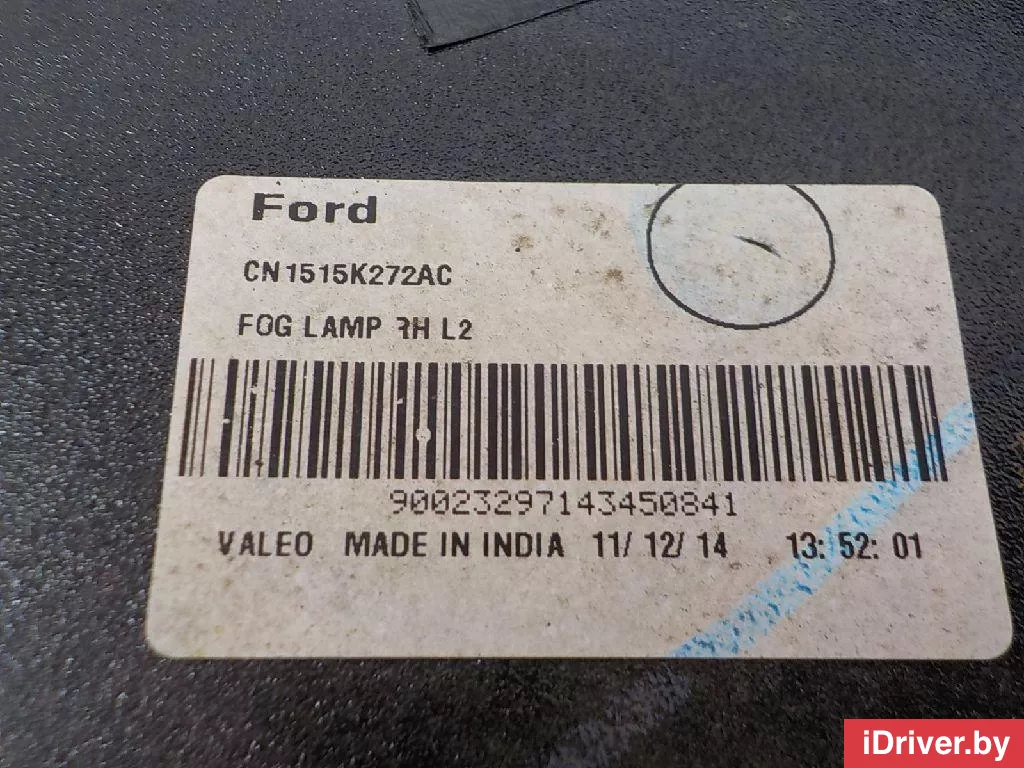 Ford
CN1515K272AC
FOG LAMP RH L2
90023297143450841
VALEO MADE IN INDIA 11/12/14 13:52:01
iDriver.by